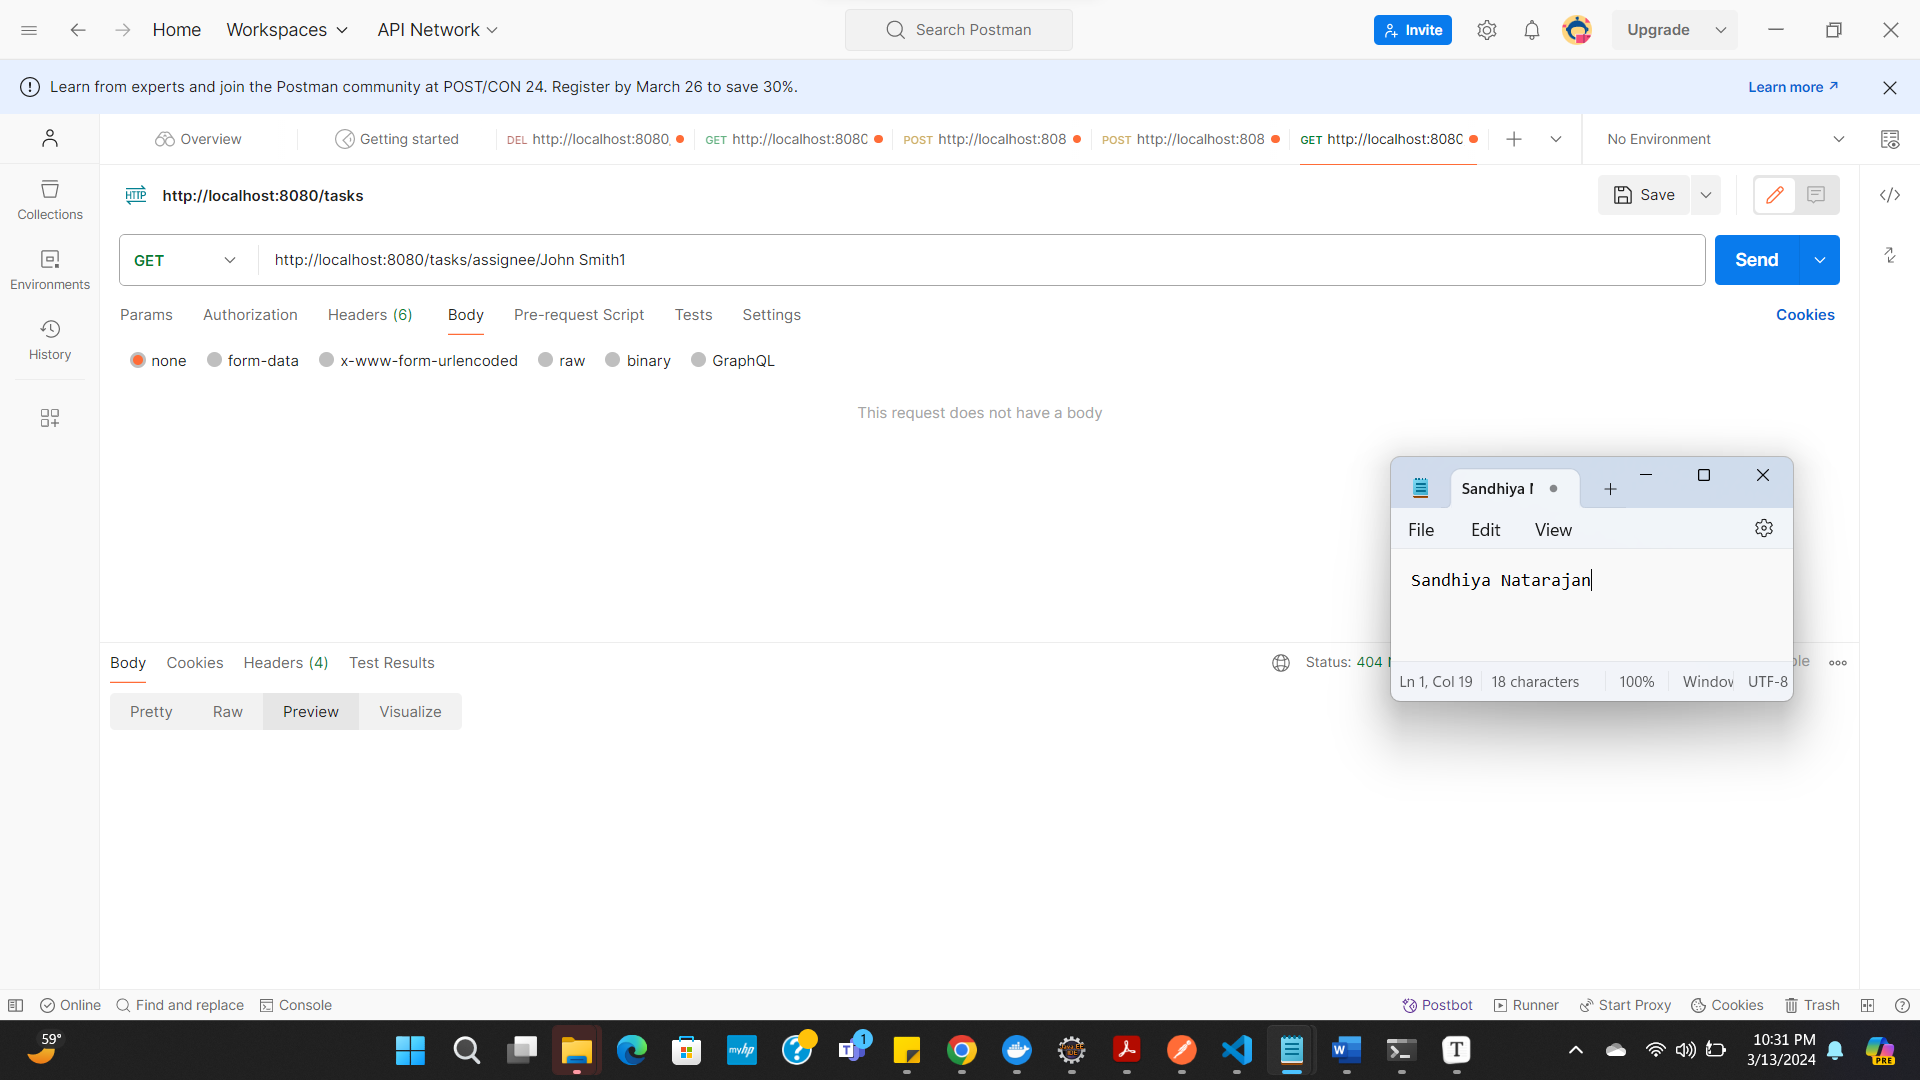 Home
Workspaces
API Network
Search Postman
Invite
Upgrade
Learn from experts and join the Postman community at POST/CON 24. Register by March 26 to save 30%.
Learn more
Overview
Getting started
DEL http://localhost:8080
GET http://localhost:8080
POST http://localhost:808
POST http://localhost:808
GET http://localhost:8080
No Environment
HTTP http://localhost:8080/tasks
Save
Collections
Environments
History
GET
http://localhost:8080/tasks/assignee/John Smith1
Send
Params
Authorization
Headers (6)
Body
Pre-request Script
Tests
Settings
Cookies
none
form-data
x-www-form-urlencoded
raw
binary
GraphQL
This request does not have a body
Sandhiya
File
Edit
View
Sandhiya Natarajan
Ln 1, Col 19
18 characters
100%
UTF-8
Body
Cookies
Headers (4)
Test Results
Status: 404
Pretty
Raw
Preview
Visualize
Online
Find and replace
Console
Postbot
Runner
Start Proxy
Cookies
Trash
59°
myhp
1
10:31 PM
3/13/2024
PRE